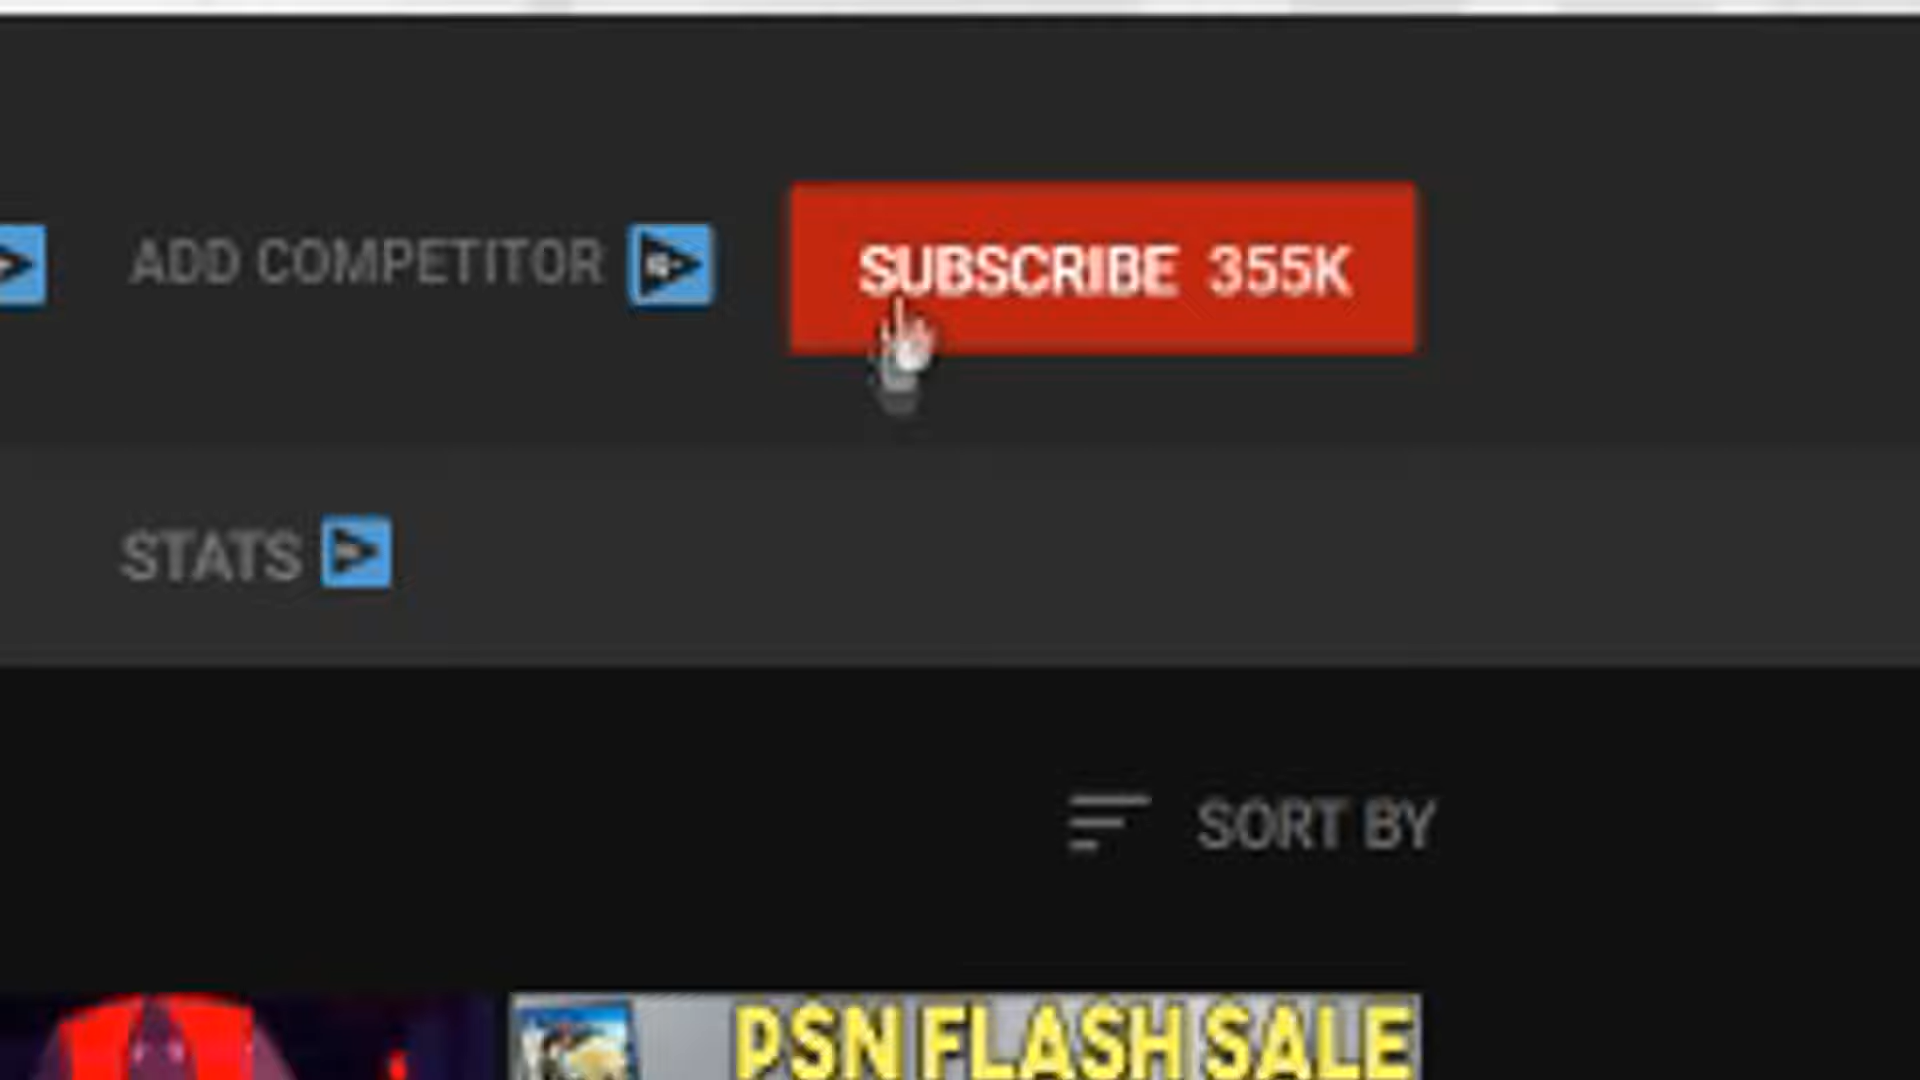 ADD COMPETITOR
SUBSCRIBE 355K
STATS
SORT BY
PSN FLASH SALE